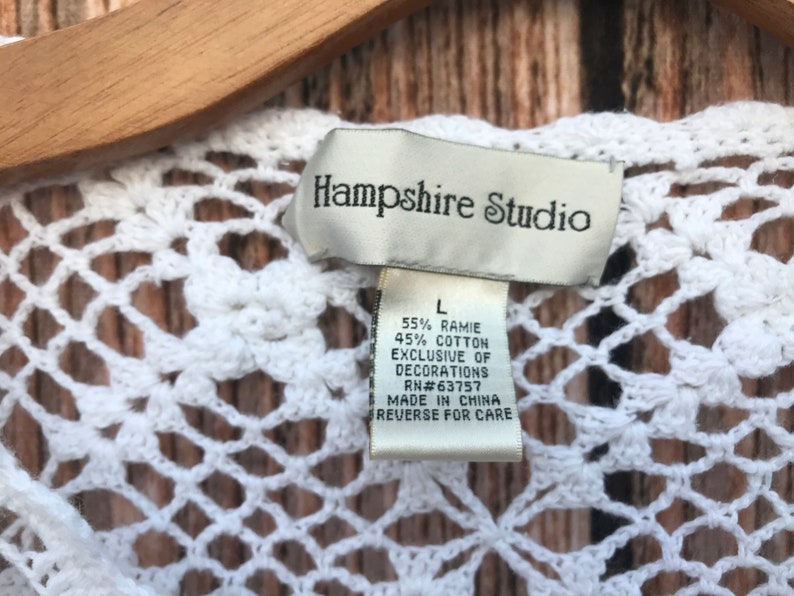 Hampshire Studio
L
55% RAMIE
45% COTTON
EXCLUSIVE OF
DECORATIONS
RN#63757
MADE IN CHINA
REVERSE FOR CARE